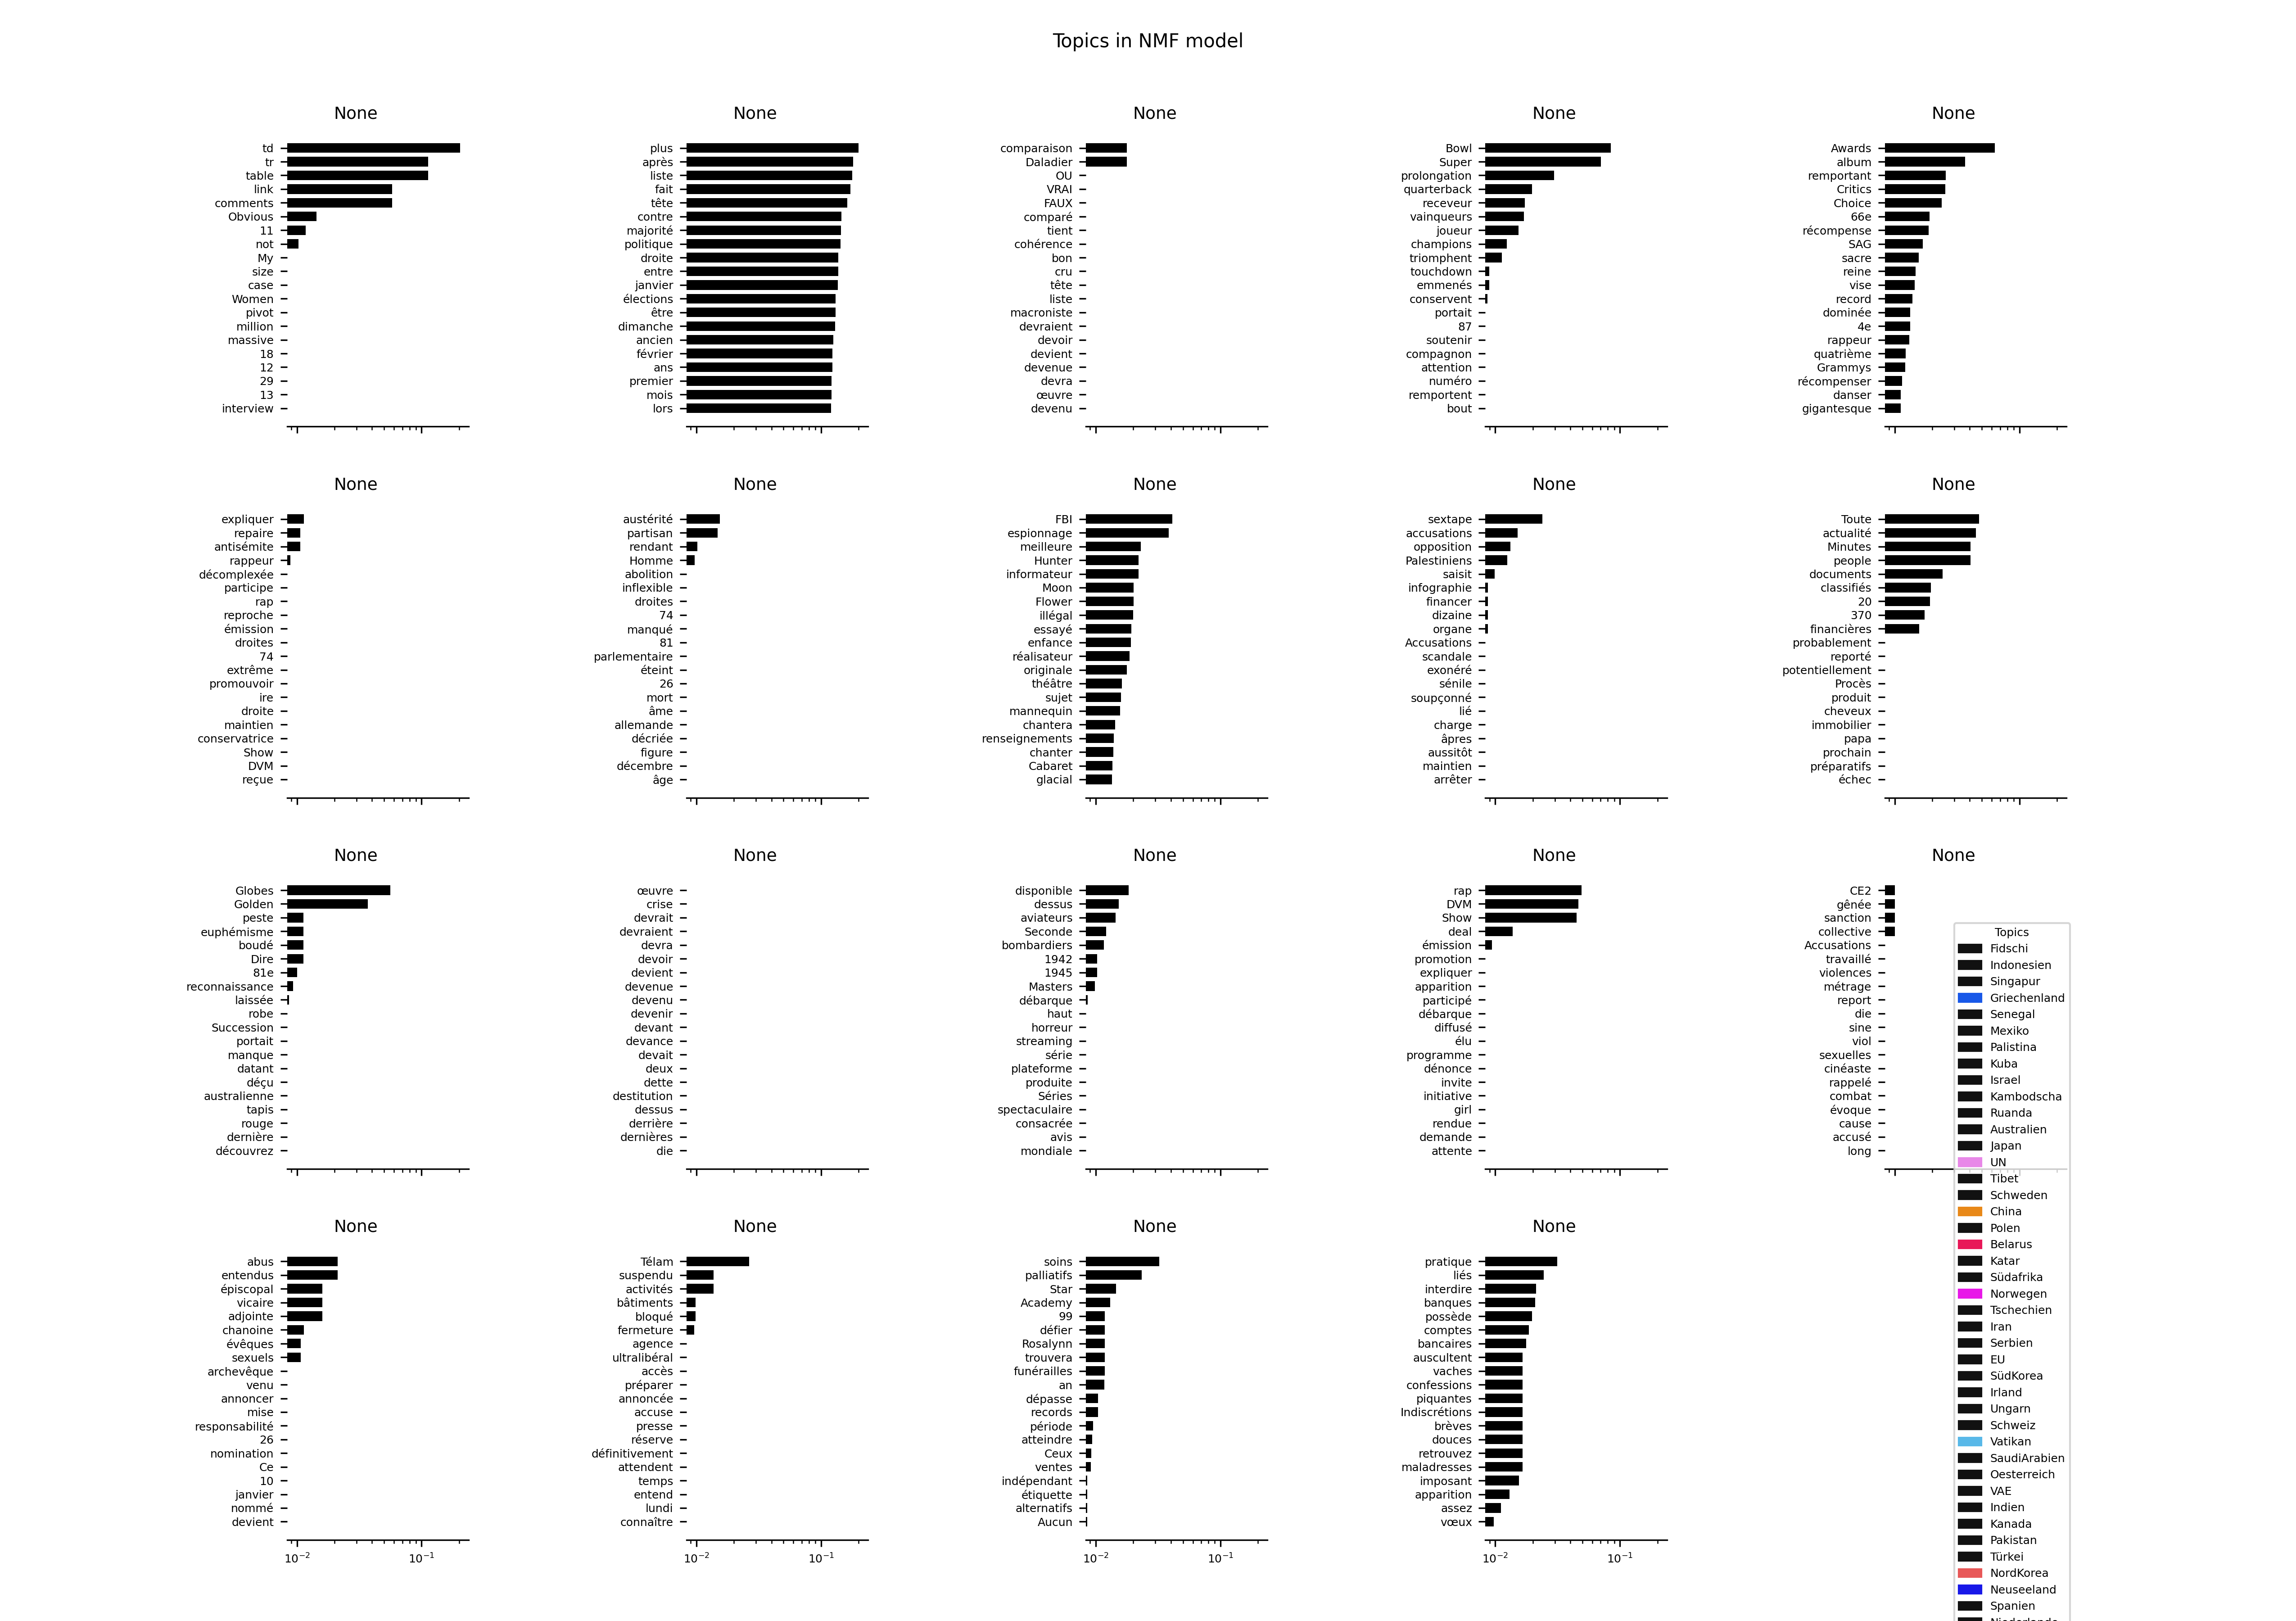 Topics in NMF model
None
td
tr
table
link
comments
Obvious
11
not
My
size
case
Women
pivot
million
massive
18
12
29
13
interview
None
plus
après
liste
fait
tête
contre
majorité
politique
droite
entre
janvier
élections
être
dimanche
ancien
février
ans
premier
mois
lors
None
comparaison
Daladier
OU
VRAI
FAUX
comparé
tient
cohérence
bon
cru
tête
liste
macroniste
devraient
devoir
devient
devenue
devra
œuvre
devenu
None
Bowl
Super
prolongation
quarterback
receveur
vainqueurs
joueur
champions
triomphent
touchdown
emmenés
conservent
portait
87
soutenir
compagnon
attention
numéro
remportent
bout
None
Awards
album
remportant
Critics
Choice
66e
récompense
SAG
sacre
reine
vise
record
dominée
4e
rappeur
quatrième
Grammys
récompenser
danser
gigantesque
None
expliquer
repaire
antisémite
rappeur
décomplexée
participe
rap
reproche
émission
droites
74
extrême
promouvoir
ire
droite
maintien
conservatrice
Show
DVM
reçue
None
austérité
partisan
rendant
Homme
abolition
inflexible
droites
74
manqué
81
parlementaire
éteint
26
mort
âme
allemande
décriée
figure
décembre
âge
None
FBI
espionnage
meilleure
Hunter
informateur
Moon
Flower
illégal
essayé
enfance
réalisateur
originale
théâtre
sujet
mannequin
chantera
renseignements
chanter
Cabaret
glacial
None
sextape
accusations
opposition
Palestiniens
saisit
infographie
financer
dizaine
organe
Accusations
scandale
exonéré
sénile
soupçonné
lié
charge
âpres
aussitôt
maintien
arrêter
None
Toute
actualité
Minutes
people
documents
classifiés
20
370
financières
probablement
reporté
potentiellement
Procès
produit
cheveux
immobilier
papa
prochain
préparatifs
échec
None
Globes
Golden
peste
euphémisme
boudé
Dire
81e
reconnaissance
laissée
robe
Succession
portait
manque
datant
déçu
australienne
tapis
rouge
dernière
découvrez
None
œuvre
crise
devrait
devraient
devra
devoir
devient
devenue
devenu
devenir
devant
devance
devait
deux
dette
destitution
dessus
derrière
dernières
die
None
disponible
dessus
aviateurs
Seconde
bombardiers
1942
1945
Masters
débarque
haut
horreur
streaming
série
plateforme
produite
Séries
spectaculaire
consacrée
avis
mondiale
None
rap
DVM
Show
deal
émission
promotion
expliquer
apparition
participé
débarque
diffusé
élu
programme
dénonce
invite
initiative
girl
rendue
demande
attente
None
CE2
gênée
sanction
collective
Accusations
travaillé
violences
métrage
report
die
sine
viol
sexuelles
cinéaste
rappelé
combat
évoque
cause
accusé
long
None
abus
entendus
épiscopal
vicaire
adjointe
chanoine
évêques
sexuels
archevêque
venu
annoncer
mise
responsabilité
26
nomination
Ce
10
janvier
nommé
devient
10⁻²
10⁻¹
None
Télam
suspendu
activités
bâtiments
bloqué
fermeture
agence
ultralibéral
accès
préparer
annoncée
accuse
presse
réserve
définitivement
attendent
temps
entend
lundi
connaître
10⁻²
10⁻¹
None
soins
palliatifs
Star
Academy
99
défier
Rosalynn
trouvera
funérailles
an
dépasse
records
période
atteindre
Ceux
ventes
indépendant
étiquette
alternatifs
Aucun
10⁻²
10⁻¹
None
pratique
liés
interdire
banques
possède
comptes
bancaires
auscultent
vaches
confessions
piquantes
Indiscrétions
brèves
douces
retrouvez
maladresses
imposant
apparition
assez
vœux
10⁻²
10⁻¹
Topics
Fidschi
Indonesien
Singapur
Griechenland
Senegal
Mexiko
Palistina
Kuba
Israel
Kambodscha
Ruanda
Australien
Japan
UN
Tibet
Schweden
China
Polen
Belarus
Katar
Südafrika
Norwegen
Tschechien
Iran
Serbien
EU
SüdKorea
Irland
Ungarn
Schweiz
Vatikan
SaudiArabien
Oesterreich
VAE
Indien
Kanada
Pakistan
Türkei
NordKorea
Neuseeland
Spanien